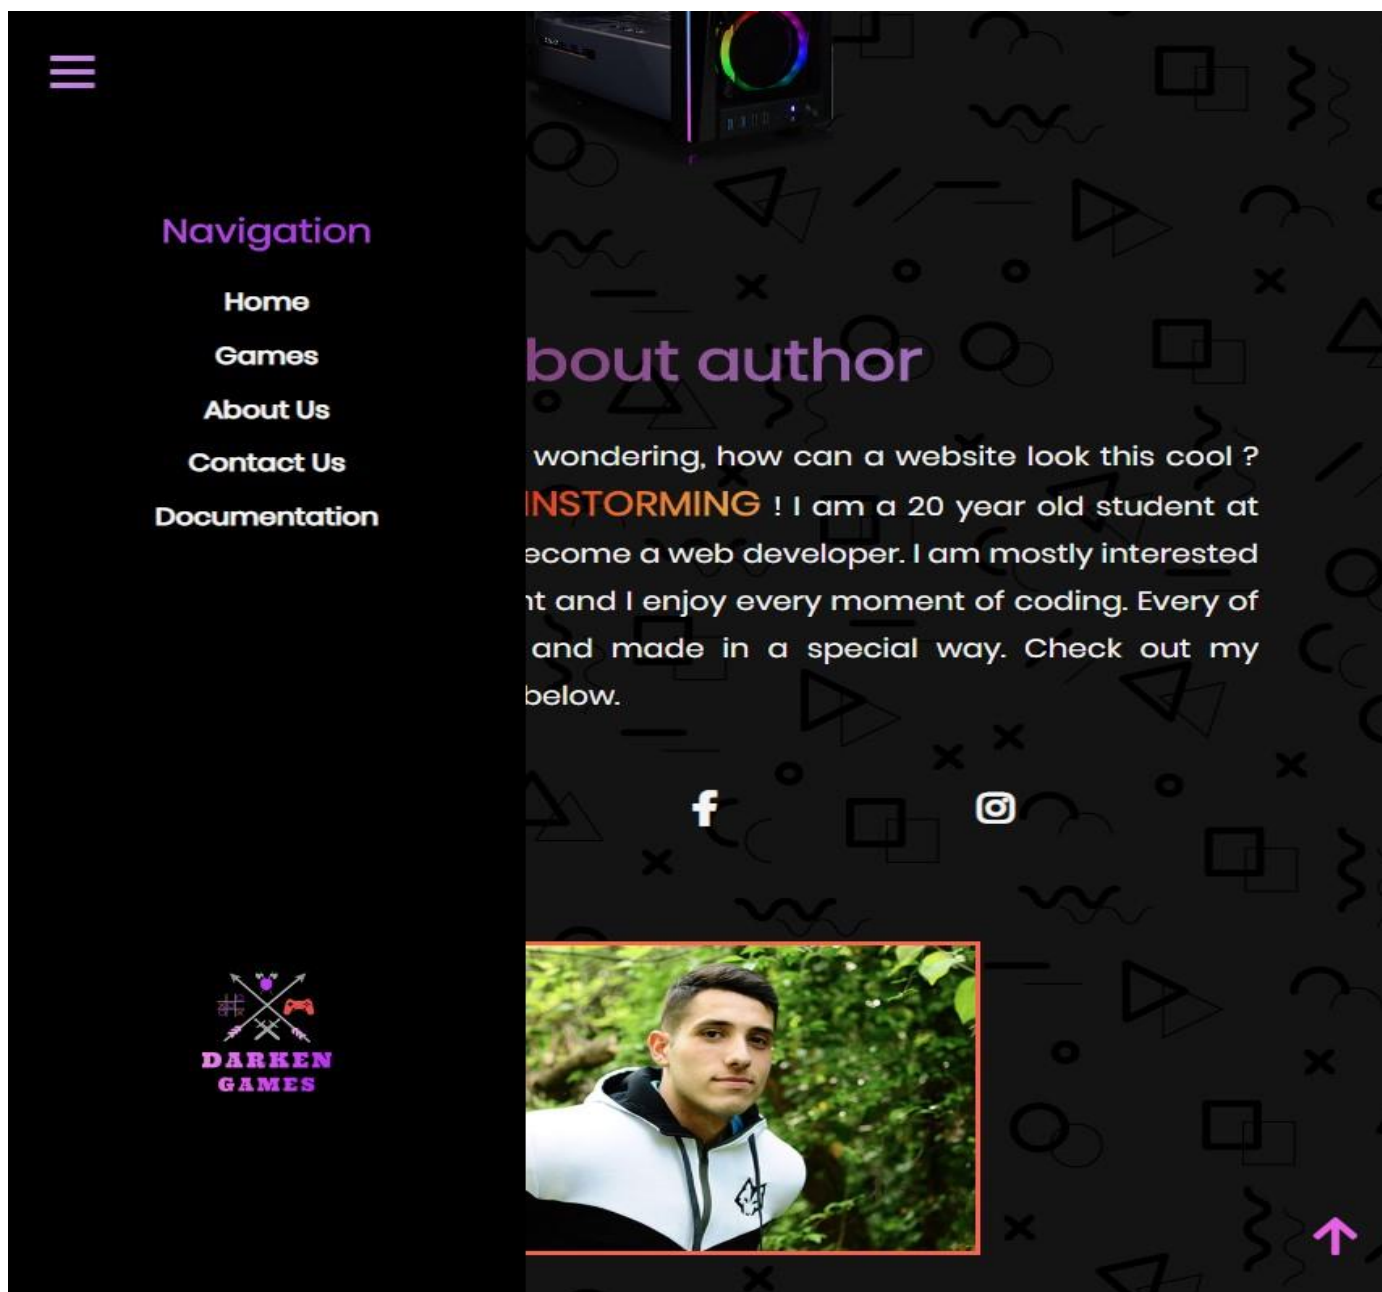 Navigation
Home
Games
About Us
Contact Us
Documentation
DARKEN
GAMES
bout author
wondering, how can a website look this cool ?
INSTORMING ! I am a 20 year old student at
ecome a web developer. I am mostly interested
nt and I enjoy every moment of coding. Every of
and made in a special way. Check out my
below.